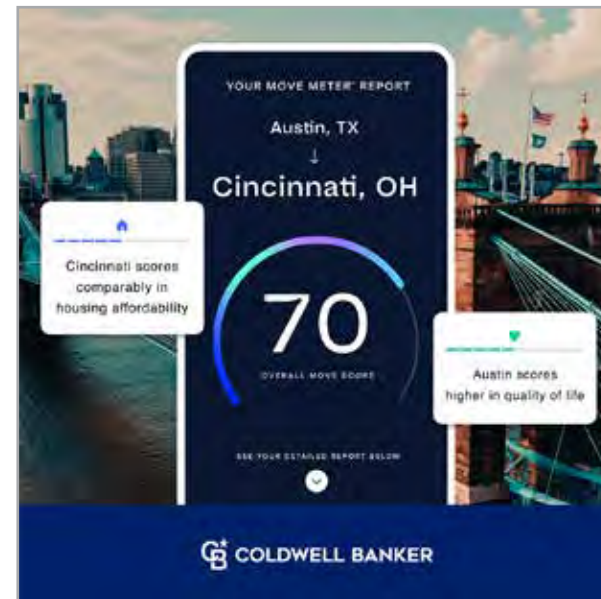 YOUR MOVE METER® REPORT
Austin, TX
↓
Cincinnati, OH
Cincinnati scores
comparably in
housing affordability
70
OVERALL MOVE SCORE
Austin scores
higher in quality of life
SEE YOUR DETAILED REPORT BELOW
CB COLDWELL BANKER